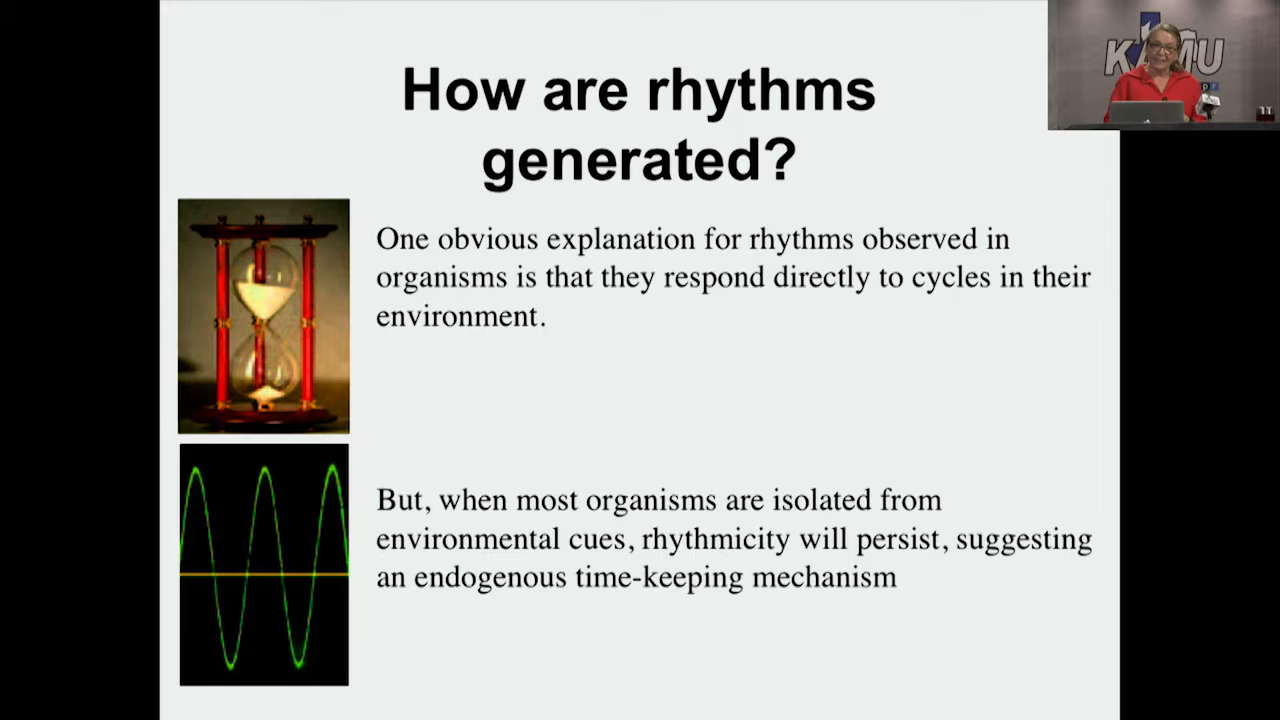 How are rhythms
generated?
KAMU
One obvious explanation for rhythms observed in
organisms is that they respond directly to cycles in their
environment.
But, when most organisms are isolated from
environmental cues, rhythmicity will persist, suggesting
an endogenous time-keeping mechanism